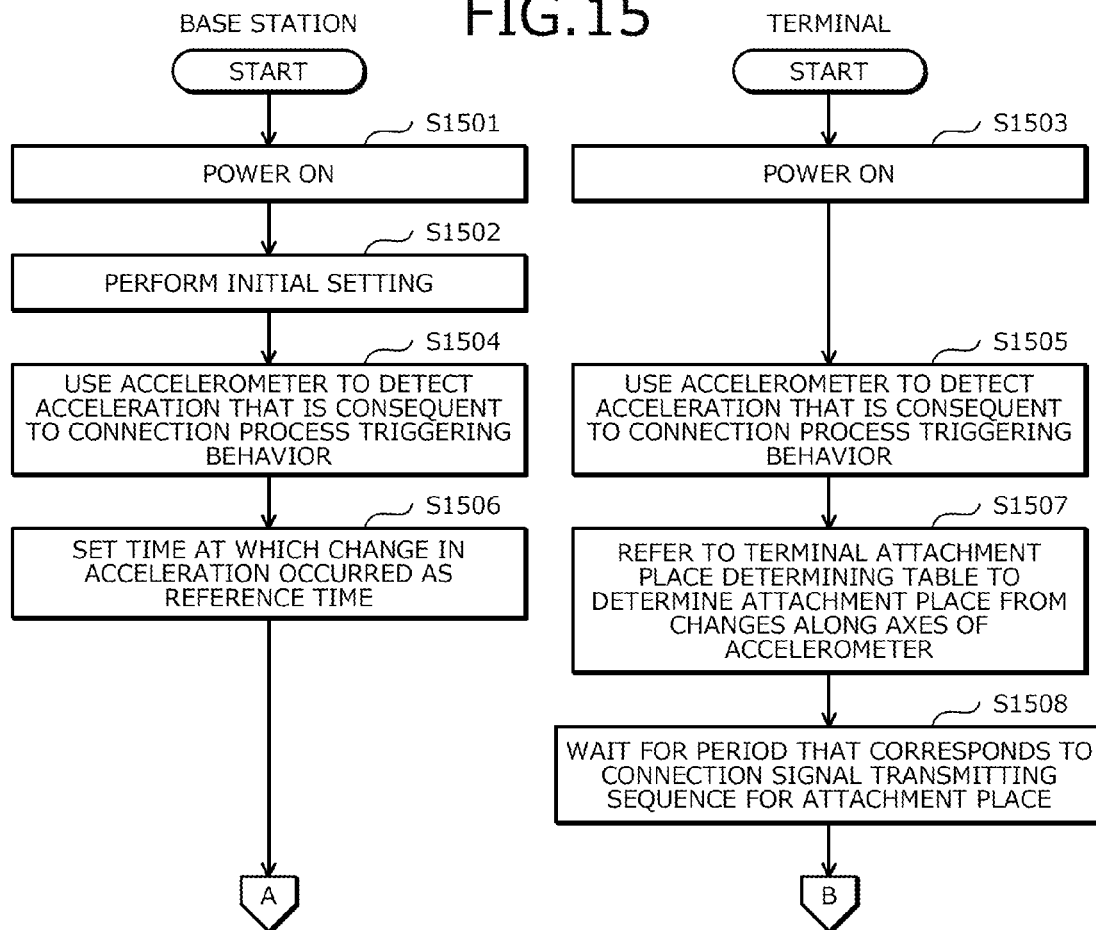 FIG.15
BASE STATION
START
S1501
POWER ON
S1502
PERFORM INITIAL SETTING
S1504
USE ACCELEROMETER TO DETECT
ACCELERATION THAT IS CONSEQUENT
TO CONNECTION PROCESS TRIGGERING
BEHAVIOR
S1506
SET TIME AT WHICH CHANGE IN
ACCELERATION OCCURRED AS
REFERENCE TIME
A
TERMINAL
START
S1503
POWER ON
S1505
USE ACCELEROMETER TO DETECT
ACCELERATION THAT IS CONSEQUENT
TO CONNECTION PROCESS TRIGGERING
BEHAVIOR
S1507
REFER TO TERMINAL ATTACHMENT
PLACE DETERMINING TABLE TO
DETERMINE ATTACHMENT PLACE FROM
CHANGES ALONG AXES OF
ACCELEROMETER
S1508
WAIT FOR PERIOD THAT CORRESPONDS TO
CONNECTION SIGNAL TRANSMITTING
SEQUENCE FOR ATTACHMENT PLACE
B